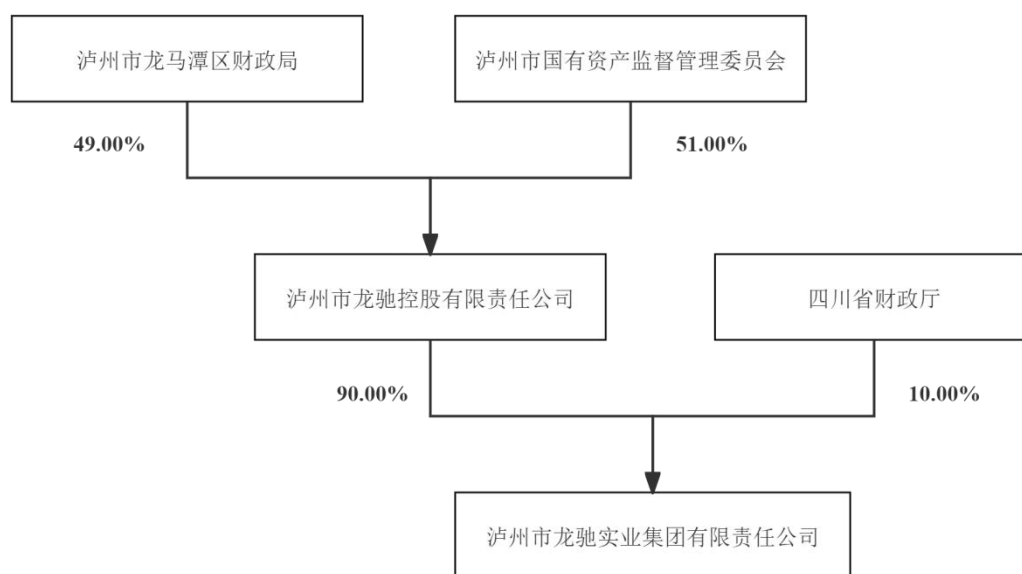 泸州市龙马潭区财政局
泸州市国有资产监督管理委员会
49.00%
51.00%
泸州市龙驰控股有限责任公司
四川省财政厅
90.00%
10.00%
泸州市龙驰实业集团有限责任公司